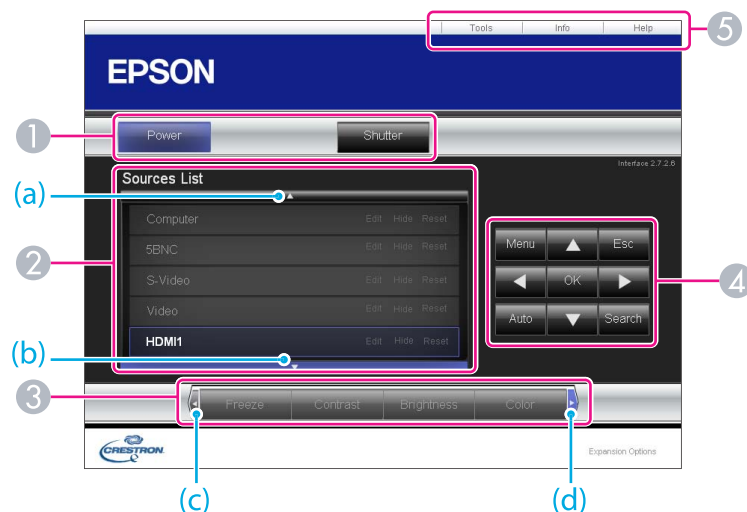 Tools Info Help
5
EPSON
1
Power Shutter
Interface 2.7.2.6
Sources List
(a)
Computer Edit Hide Reset
5BNC Edit Hide Reset
2
S-Video Edit Hide Reset
Video Edit Hide Reset
HDMI1 Edit Hide Reset
(b)
Menu Esc
OK
4
Auto Search
3
Freeze Contrast Brightness Color
CRESTRON
Expansion Options
(c) (d)